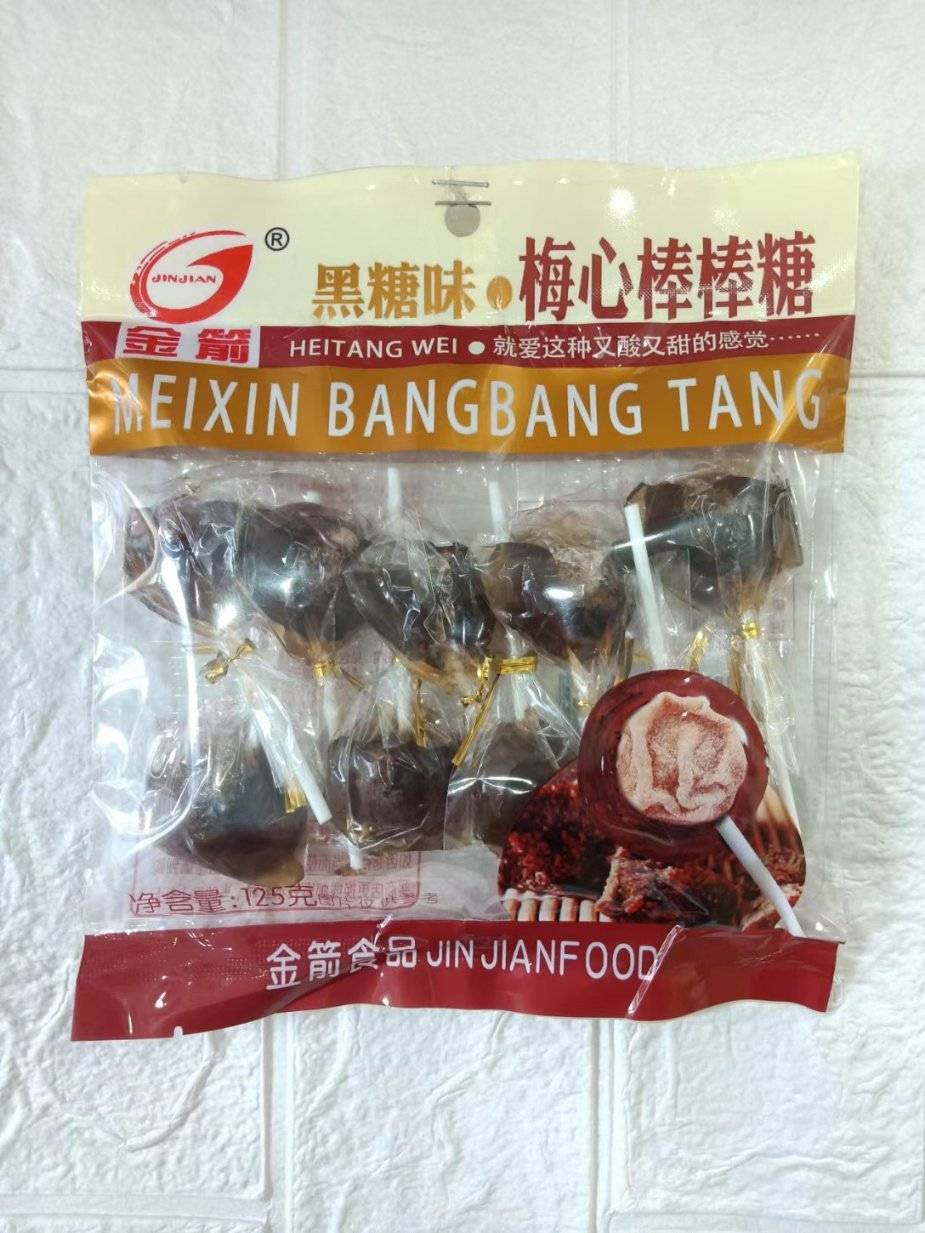 JINJIAN
®
金箭
黑糖味·梅心棒棒糖
HEITANG WEI ● 就爱这种又酸又甜的感觉……
MEIXIN BANGBANG TANG
净含量:125克
金箭食品 JINJIANFOOD